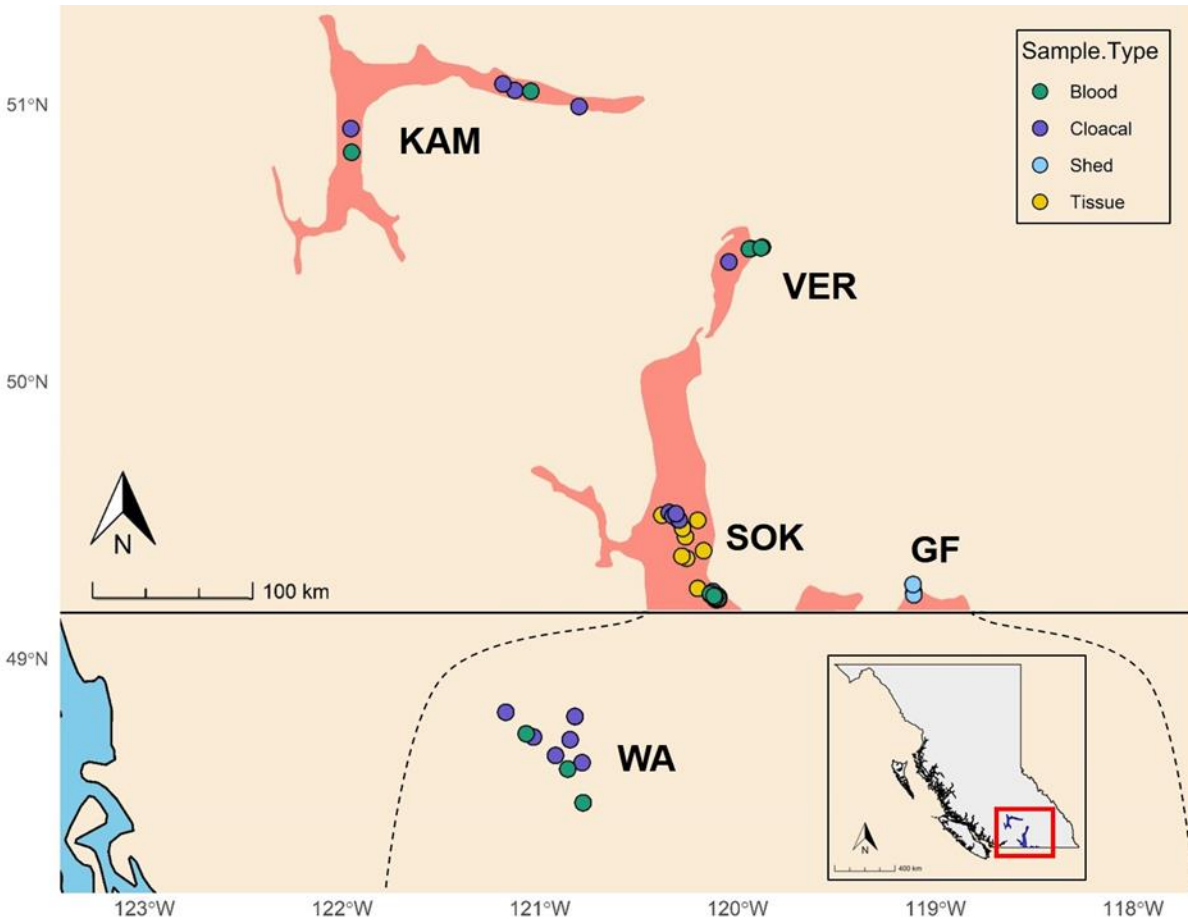 Sample.Type
Blood
Cloacal
Shed
Tissue
51°N
KAM
VER
50°N
N
100 km
SOK
GF
49°N
WA
N
400 km
123°W 122°W 121°W 120°W 119°W 118°W